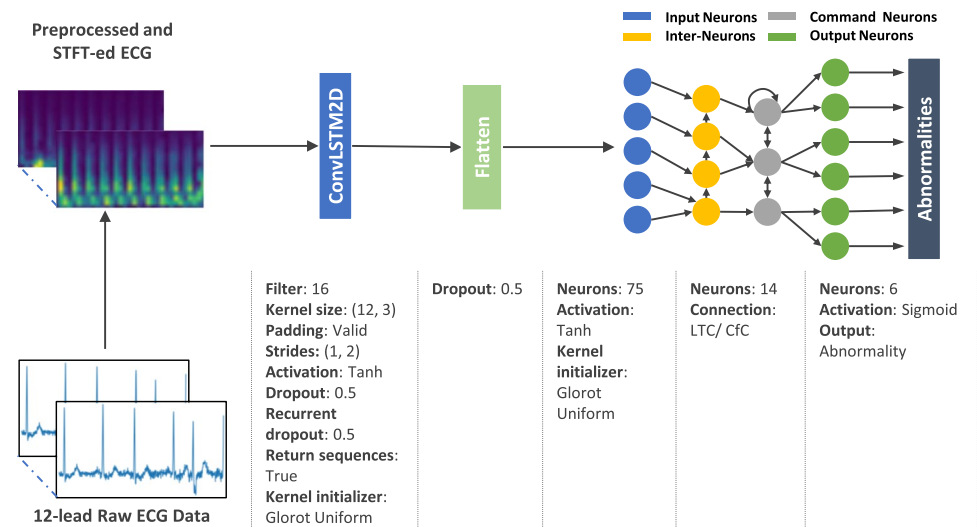 Preprocessed and
STFT-ed ECG
Input Neurons
Command Neurons
Inter-Neurons
Output Neurons
ConvLSTM2D
Flatten
Abnormalities
12-lead Raw ECG Data
Filter: 16
Kernel size: (12, 3)
Padding: Valid
Strides: (1, 2)
Activation: Tanh
Dropout: 0.5
Recurrent
dropout: 0.5
Return sequences:
True
Kernel initializer:
Glorot Uniform
Dropout: 0.5
Neurons: 75
Activation:
Tanh
Kernel
initializer:
Glorot
Uniform
Neurons: 14
Connection:
LTC/ CfC
Neurons: 6
Activation: Sigmoid
Output:
Abnormality